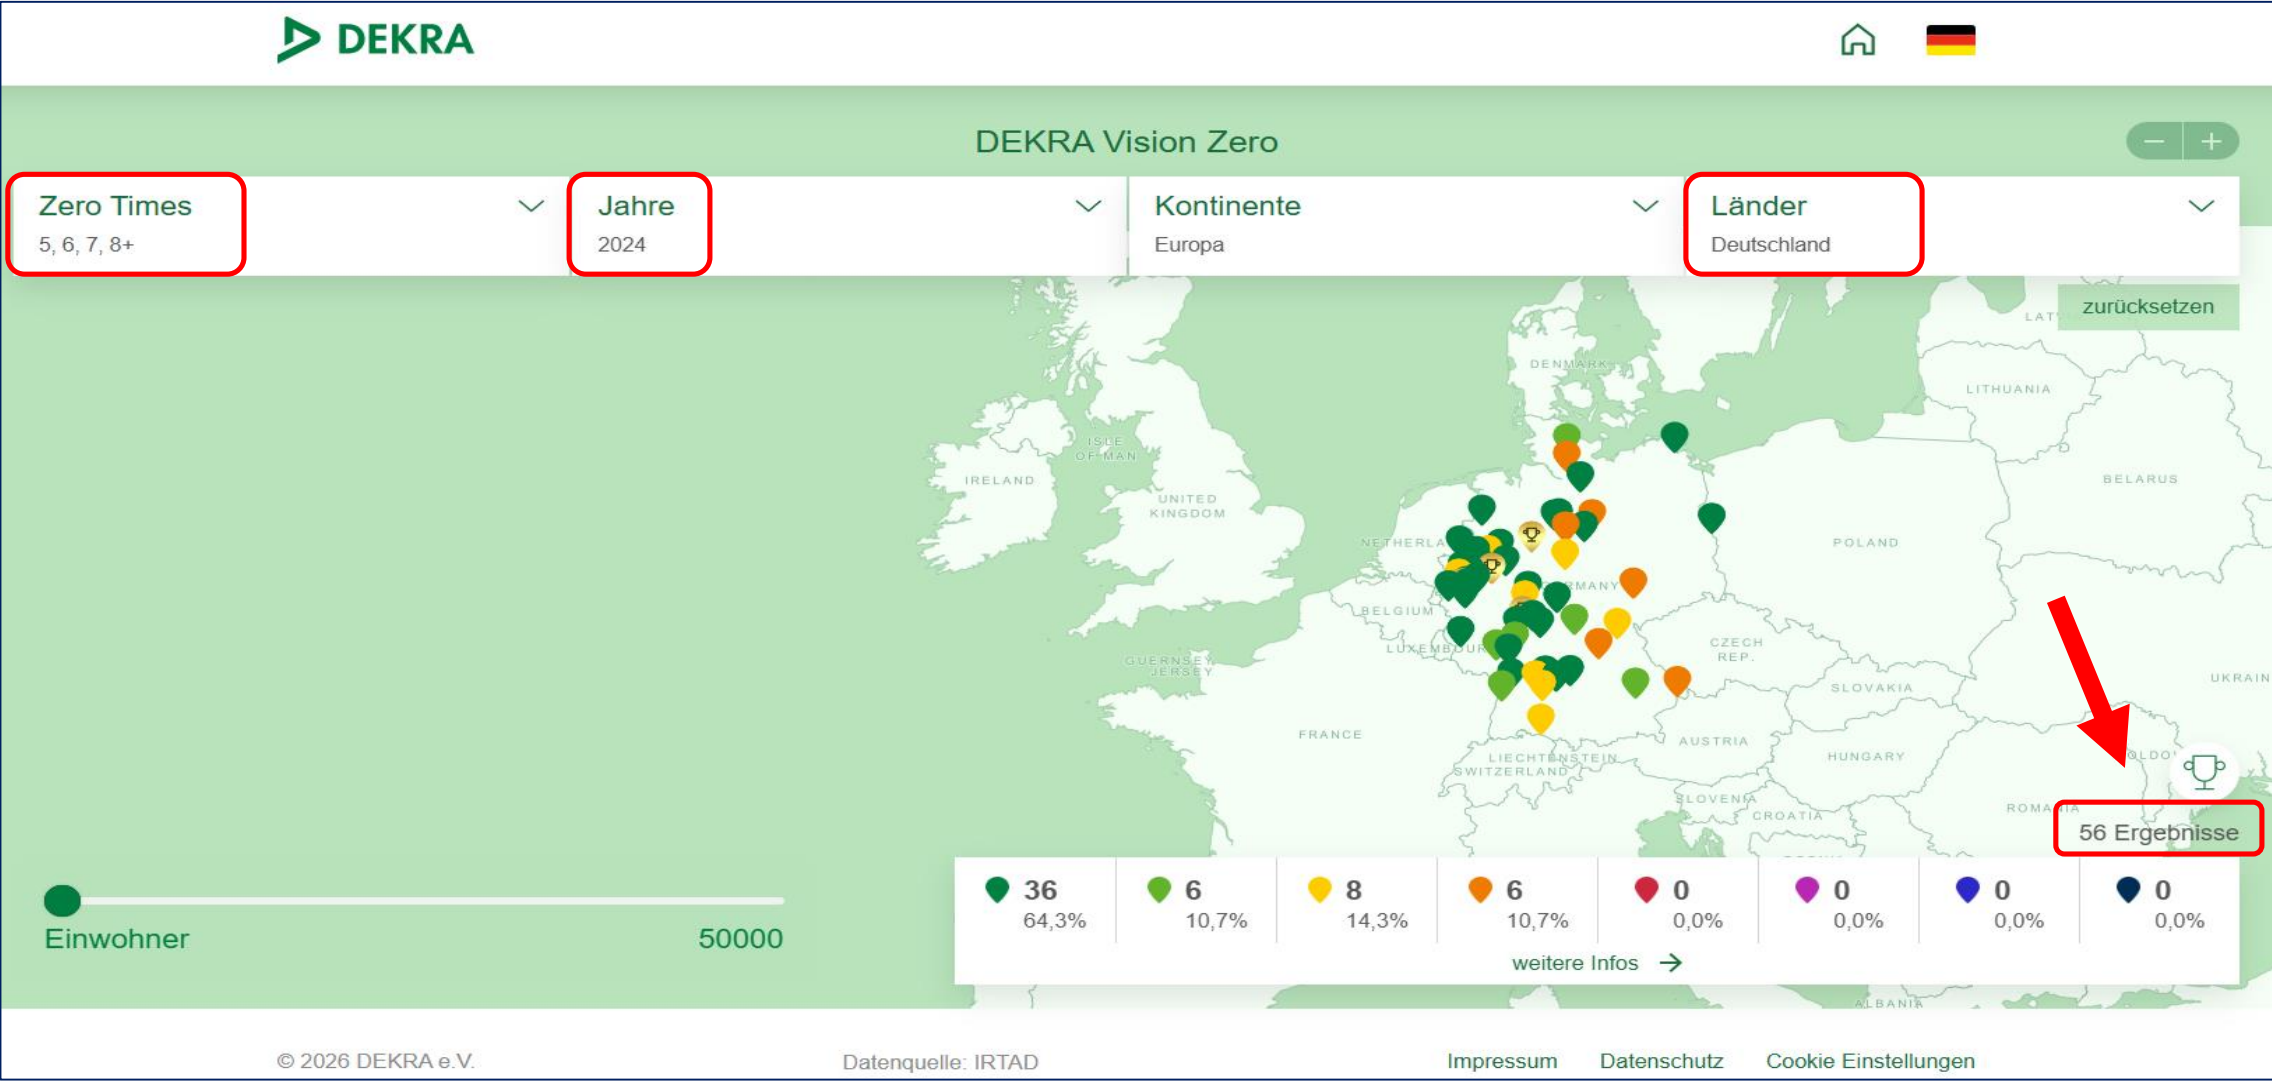 DEKRA
DEKRA Vision Zero
− +
Zero Times
5, 6, 7, 8+
Jahre
2024
Kontinente
Europa
Länder
Deutschland
zurücksetzen
DENMARK
LITHUANIA
ISLE
OF MAN
IRELAND
UNITED
KINGDOM
BELARUS
POLAND
BELGIUM
CZECH
REP.
GUERNSEY
JERSEY
SLOVAKIA
FRANCE
AUSTRIA
LIECHTENSTEIN
SWITZERLAND
HUNGARY
SLOVENIA
CROATIA
ROMANIA
56 Ergebnisse
36 6 8 6 0 0 0 0
64,3% 10,7% 14,3% 10,7% 0,0% 0,0% 0,0% 0,0%
weitere Infos →
Einwohner 50000
ALBANIA
© 2026 DEKRA e.V. Datenquelle: IRTAD Impressum Datenschutz Cookie Einstellungen